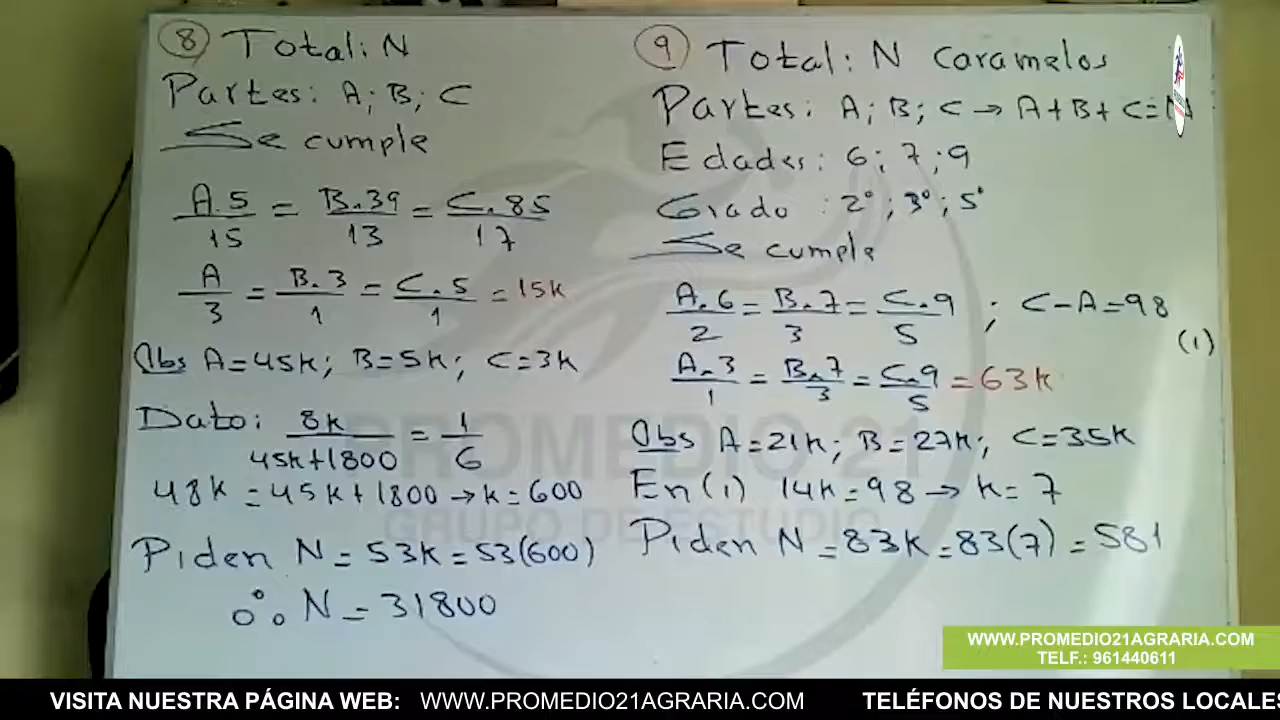 8 Total: N
Partes: A; B; C
Se cumple
A.5/15 = B.39/13 = C.85/17
A/3 = B.3/1 = C.5/1 = 15k
Obs A=45k; B=5k; C=3k
Dato: 8k/45k+1800 = 1/6
48k = 45k+1800 → k=600
Piden N = 53k = 53(600)
∴ N = 31800
9 Total: N caramelos
Partes: A; B; C → A+B+C=N
Edades: 6; 7; 9
Grado: 2°; 3°; 5°
Se cumple
A.6/2 = B.7/3 = C.9/5 ; C-A=98
(1)
A.3/1 = B.7/3 = C.9/5 = 63k
Obs A=21k; B=27k; C=35k
En (1) 14k=98 → k=7
Piden N = 83k = 83(7) = 581
PROMEDIO 21
GRUPO DE ESTUDIO
WWW.PROMEDIO21AGRARIA.COM
TELF.: 961440611
VISITA NUESTRA PÁGINA WEB: WWW.PROMEDIO21AGRARIA.COM TELÉFONOS DE NUESTROS LOCALES